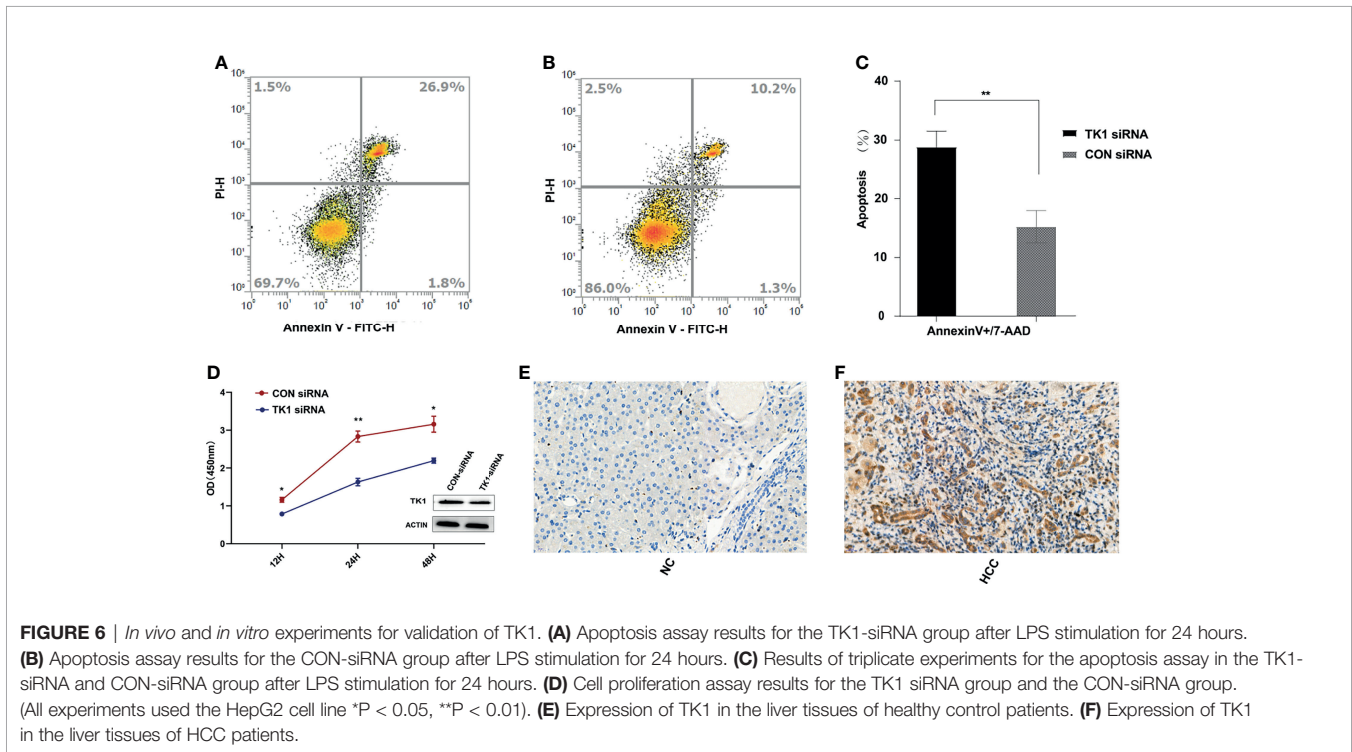 A
10⁶
10⁵
10⁴
10³
10²
10¹
10⁰
PI-H
1.5%
26.9%
69.7%
1.8%
10⁰ 10¹ 10² 10³ 10⁴ 10⁵ 10⁶
Annexin V - FITC-H
B
10⁶
10⁵
10⁴
10³
10²
10¹
10⁰
PI-H
2.5%
10.2%
86.0%
1.3%
10⁰ 10¹ 10² 10³ 10⁴ 10⁵ 10⁶
Annexin V - FITC-H
C
40
30
20
10
0
Apoptosis (%)
**
TK1 siRNA
CON siRNA
AnnexinV+/7-AAD
D
CON siRNA
TK1 siRNA
4
3
2
1
0
OD(450nm)
*
**
*
12H
24H
48H
CON-siRNA
TK1-siRNA
TK1
ACTIN
E
NC
F
HCC
FIGURE 6 | In vivo and in vitro experiments for validation of TK1. (A) Apoptosis assay results for the TK1-siRNA group after LPS stimulation for 24 hours.
(B) Apoptosis assay results for the CON-siRNA group after LPS stimulation for 24 hours. (C) Results of triplicate experiments for the apoptosis assay in the TK1-
siRNA and CON-siRNA group after LPS stimulation for 24 hours. (D) Cell proliferation assay results for the TK1 siRNA group and the CON-siRNA group.
(All experiments used the HepG2 cell line *P < 0.05, **P < 0.01). (E) Expression of TK1 in the liver tissues of healthy control patients. (F) Expression of TK1
in the liver tissues of HCC patients.